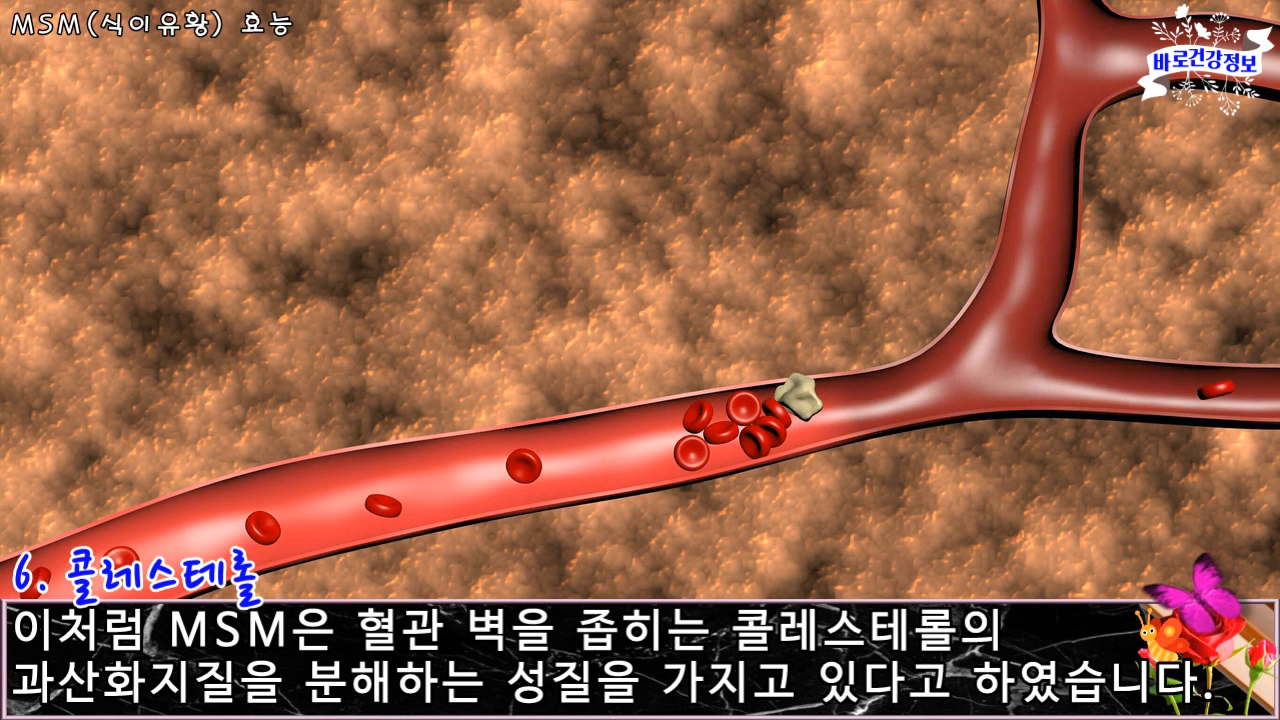 MSM(식이유황) 효능
바로건강정보
6. 콜레스테롤
이처럼 MSM은 혈관 벽을 좁히는 콜레스테롤의
과산화지질을 분해하는 성질을 가지고 있다고 하였습니다.